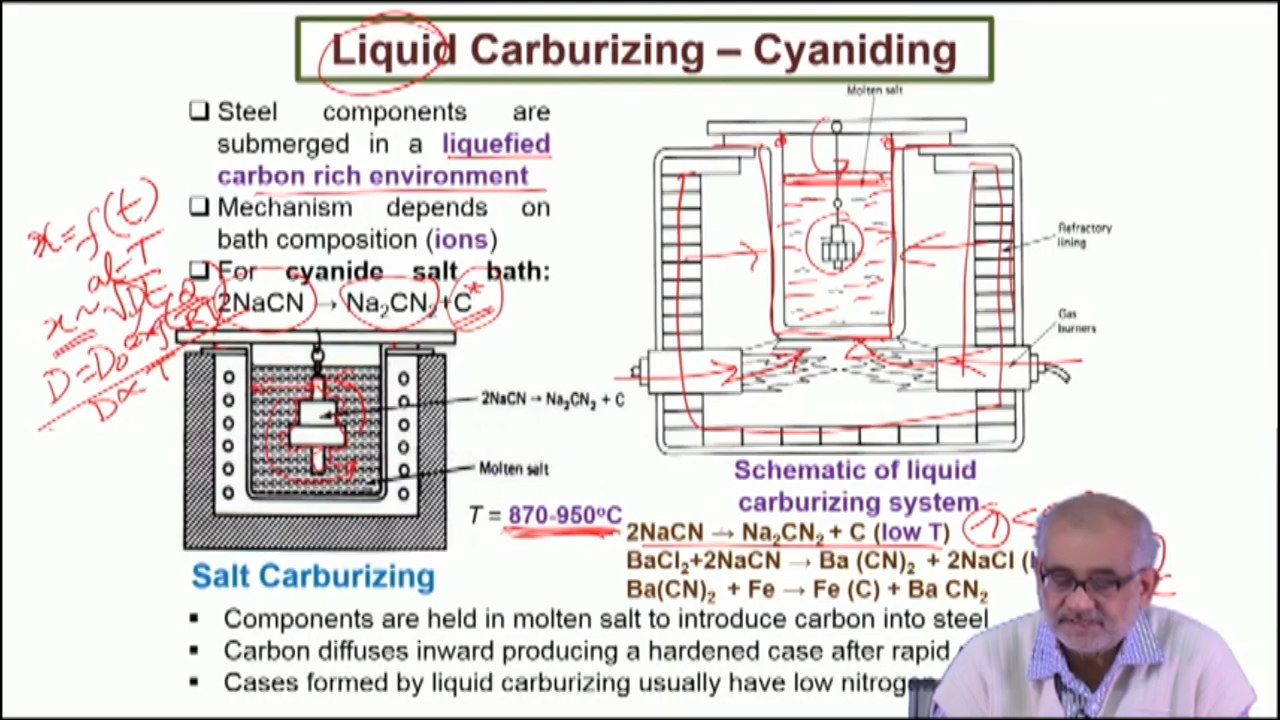 Liquid Carburizing – Cyaniding
❑ Steel components are
submerged in a liquefied
carbon rich environment
❑ Mechanism depends on
bath composition (ions)
❑ For cyanide salt bath:
2NaCN → Na₂CN₂ + C
x = f(t)
at T
x ~ √Dt
D = D₀
D ∝ T
2NaCN → Na₂CN₂ + C
Molten salt
T = 870-950°C
Salt Carburizing
Molten salt
Refractory
lining
Gas
burners
Schematic of liquid
carburizing system
2NaCN → Na₂CN₂ + C (low T)
BaCl₂+2NaCN → Ba (CN)₂ + 2NaCl
Ba(CN)₂ + Fe → Fe (C) + Ba CN₂
▪ Components are held in molten salt to introduce carbon into steel
▪ Carbon diffuses inward producing a hardened case after rapid
▪ Cases formed by liquid carburizing usually have low